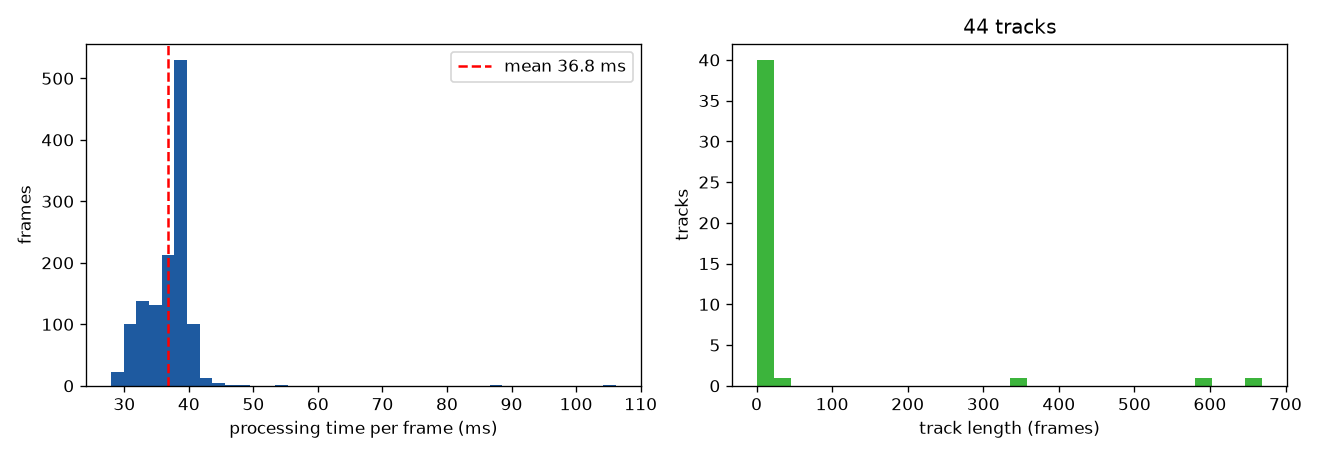 mean 36.8 ms
500
400
300
200
100
0
frames
30 40 50 60 70 80 90 100 110
processing time per frame (ms)
44 tracks
40
35
30
25
20
15
10
5
0
tracks
0 100 200 300 400 500 600 700
track length (frames)